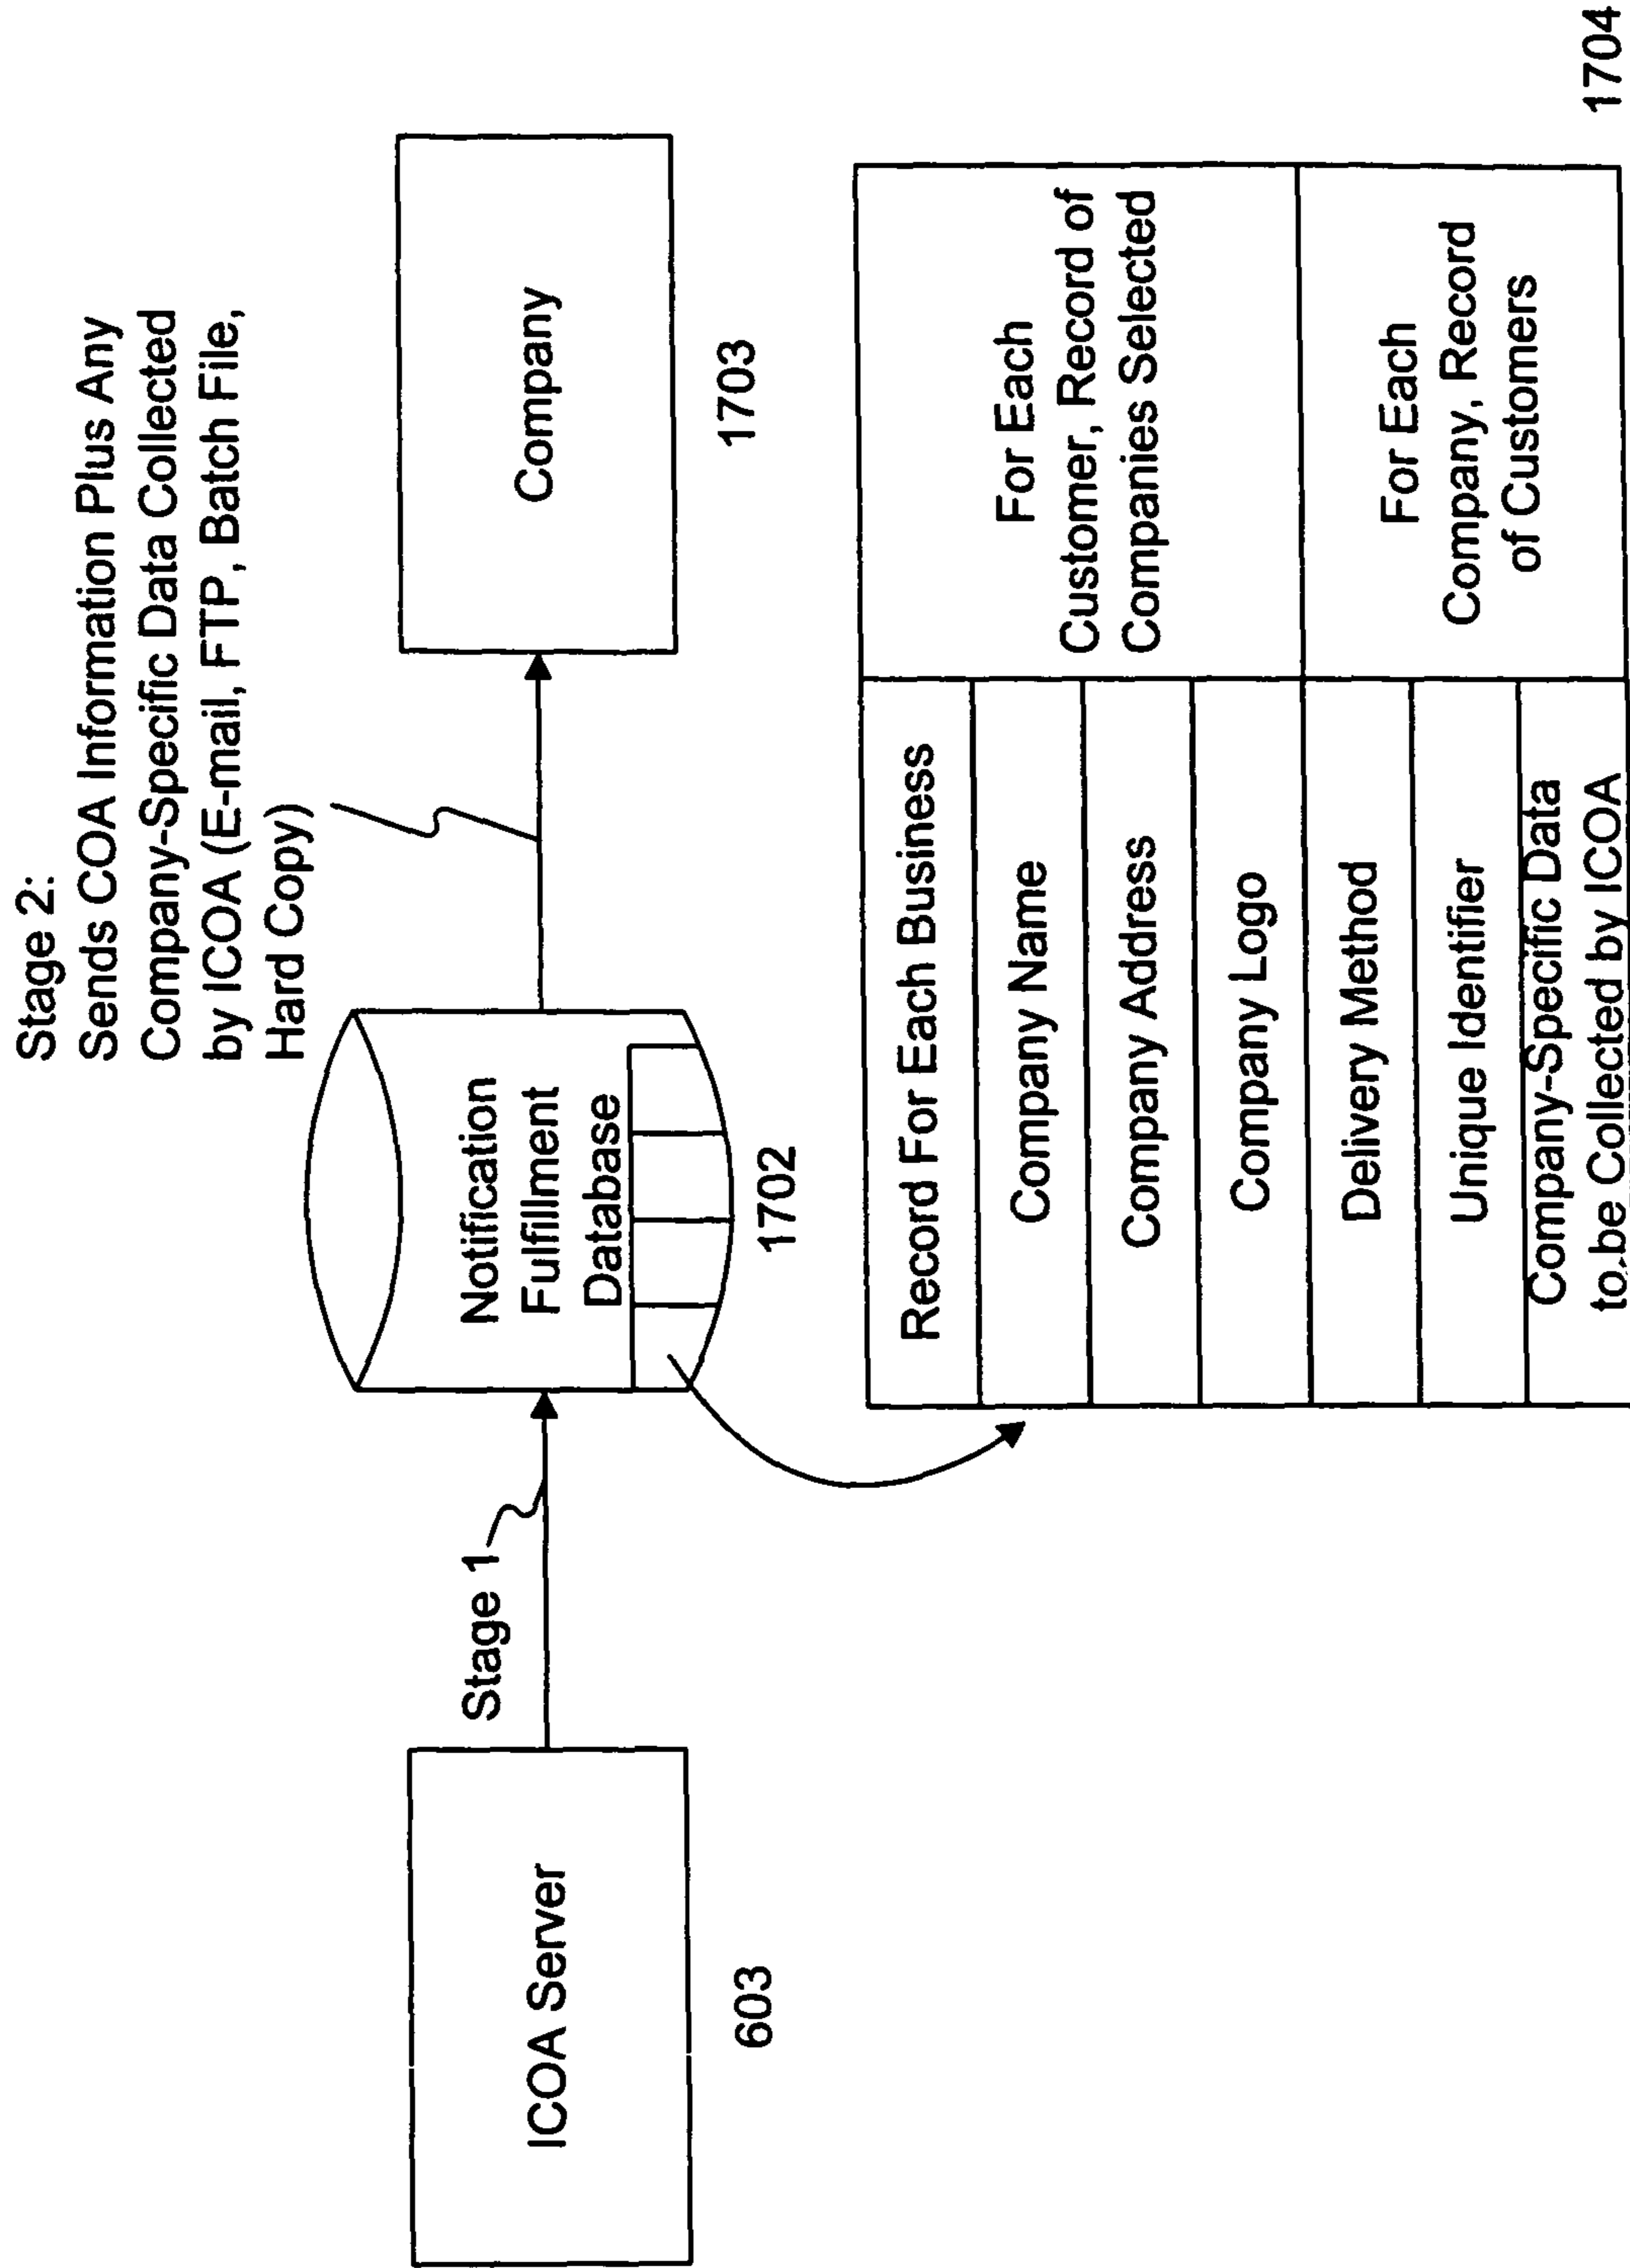 Stage 2:
Sends COA Information Plus Any
Company-Specific Data Collected
by ICOA (E-mail, FTP, Batch File,
Hard Copy)
Stage 1
ICOA Server
603
Notification
Fulfillment
Database
1702
Company
1703
Record For Each Business
Company Name
Company Address
Company Logo
Delivery Method
Unique Identifier
Company-Specific Data
to be Collected by ICOA
For Each
Customer, Record of
Companies Selected
For Each
Company, Record
of Customers
1704